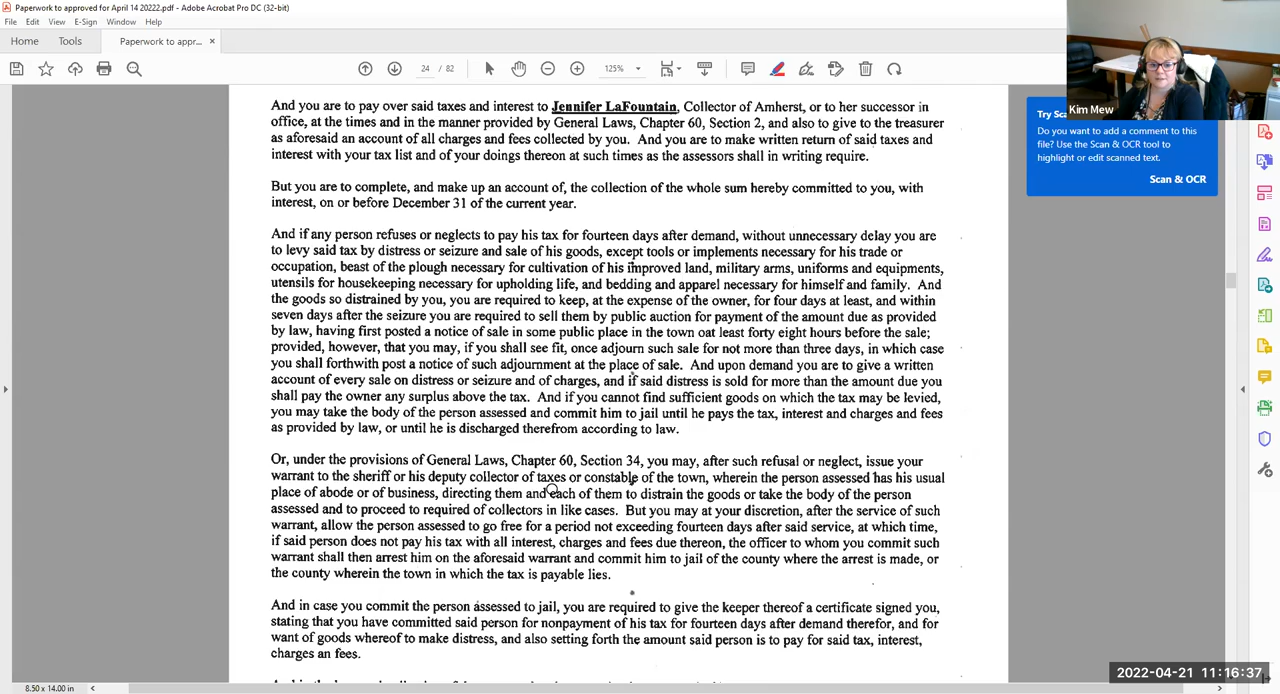 Paperwork to approved for April 14 20222.pdf - Adobe Acrobat Pro DC (32-bit)
File Edit View E-Sign Window Help
Home Tools Paperwork to appr... ×
24 / 82 125%
Kim Mew
Try Sca
Do you want to add a comment to this
file? Use the Scan & OCR tool to
highlight or edit scanned text.
Scan & OCR
And you are to pay over said taxes and interest to Jennifer LaFountain, Collector of Amherst, or to her successor in
office, at the times and in the manner provided by General Laws, Chapter 60, Section 2, and also to give to the treasurer
as aforesaid an account of all charges and fees collected by you. And you are to make written return of said taxes and
interest with your tax list and of your doings thereon at such times as the assessors shall in writing require.
But you are to complete, and make up an account of, the collection of the whole sum hereby committed to you, with
interest, on or before December 31 of the current year.
And if any person refuses or neglects to pay his tax for fourteen days after demand, without unnecessary delay you are
to levy said tax by distress or seizure and sale of his goods, except tools or implements necessary for his trade or
occupation, beast of the plough necessary for cultivation of his improved land, military arms, uniforms and equipments,
utensils for housekeeping necessary for upholding life, and bedding and apparel necessary for himself and family. And
the goods so distrained by you, you are required to keep, at the expense of the owner, for four days at least, and within
seven days after the seizure you are required to sell them by public auction for payment of the amount due as provided
by law, having first posted a notice of sale in some public place in the town oat least forty eight hours before the sale;
provided, however, that you may, if you shall see fit, once adjourn such sale for not more than three days, in which case
you shall forthwith post a notice of such adjournment at the place of sale. And upon demand you are to give a written
account of every sale on distress or seizure and of charges, and if said distress is sold for more than the amount due you
shall pay the owner any surplus above the tax. And if you cannot find sufficient goods on which the tax may be levied,
you may take the body of the person assessed and commit him to jail until he pays the tax, interest and charges and fees
as provided by law, or until he is discharged therefrom according to law.
Or, under the provisions of General Laws, Chapter 60, Section 34, you may, after such refusal or neglect, issue your
warrant to the sheriff or his deputy collector of taxes or constable of the town, wherein the person assessed has his usual
place of abode or of business, directing them and each of them to distrain the goods or take the body of the person
assessed and to proceed to required of collectors in like cases. But you may at your discretion, after the service of such
warrant, allow the person assessed to go free for a period not exceeding fourteen days after said service, at which time,
if said person does not pay his tax with all interest, charges and fees due thereon, the officer to whom you commit such
warrant shall then arrest him on the aforesaid warrant and commit him to jail of the county where the arrest is made, or
the county wherein the town in which the tax is payable lies.
And in case you commit the person assessed to jail, you are required to give the keeper thereof a certificate signed you,
stating that you have committed said person for nonpayment of his tax for fourteen days after demand therefor, and for
want of goods whereof to make distress, and also setting forth the amount said person is to pay for said tax, interest,
charges an fees.
2022-04-21 11:16:37
8.50 x 14.00 in